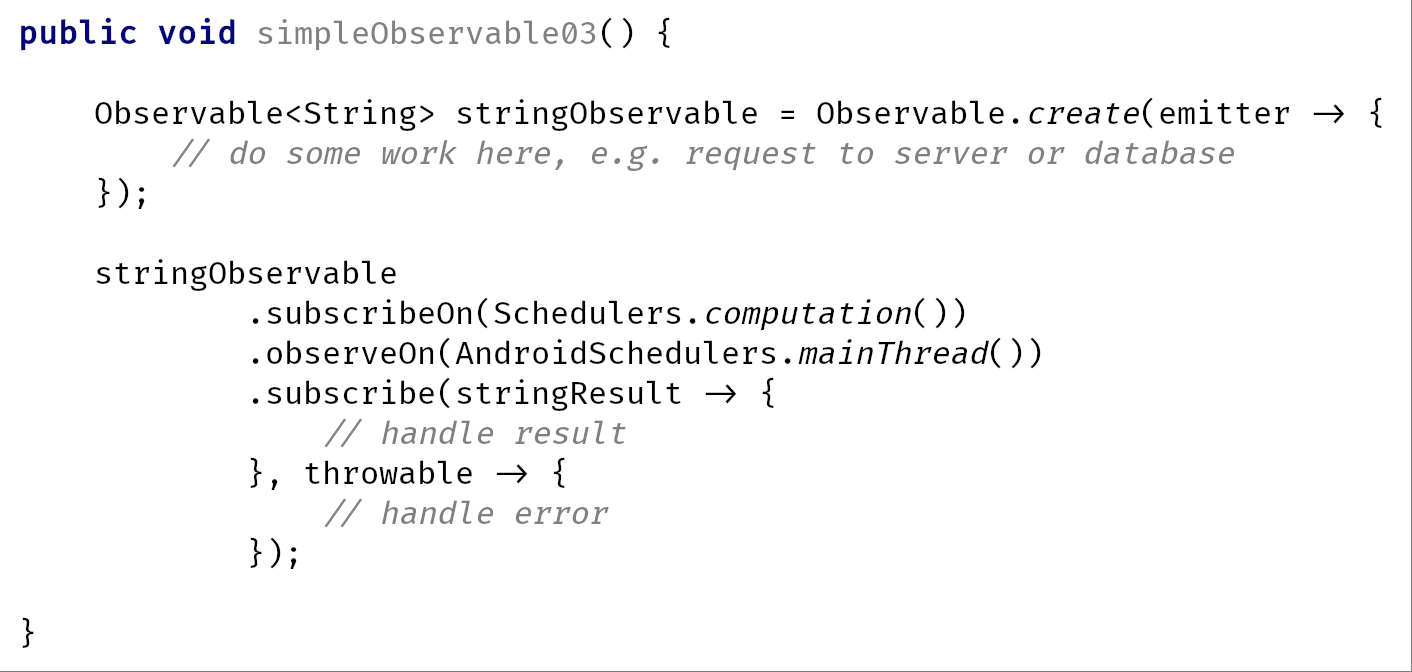 public void simpleObservable03() {
Observable<String> stringObservable = Observable.create(emitter -> {
// do some work here, e.g. request to server or database
});
stringObservable
.subscribeOn(Schedulers.computation())
.observeOn(AndroidSchedulers.mainThread())
.subscribe(stringResult -> {
// handle result
}, throwable -> {
// handle error
});
}